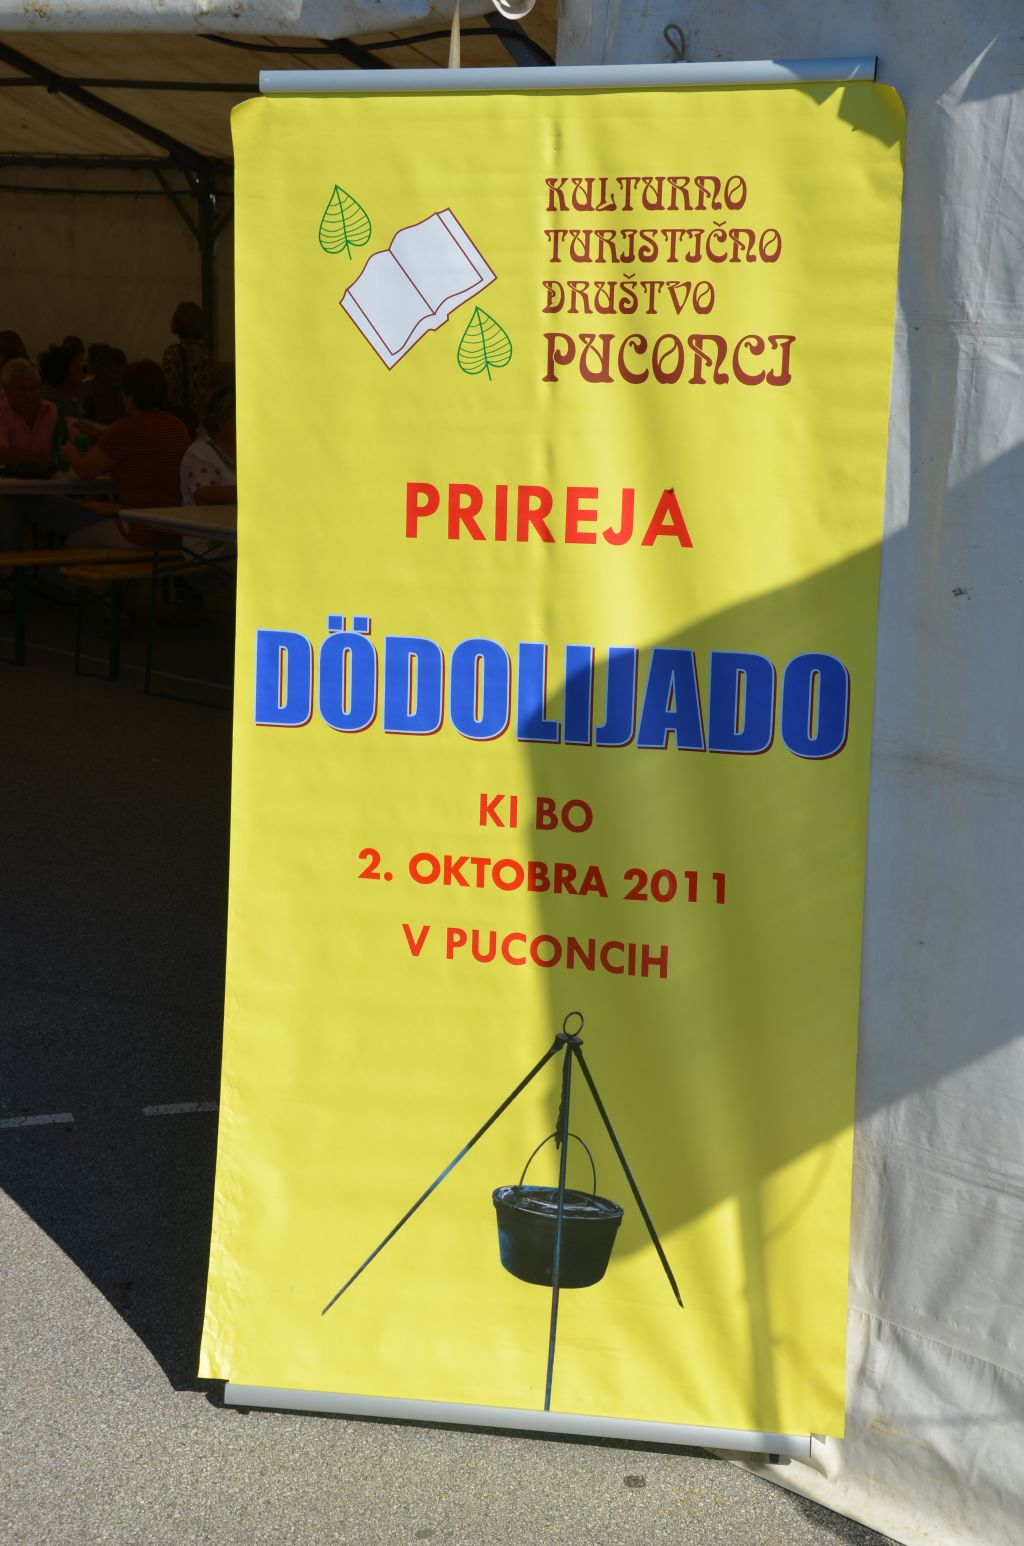 KULTURNO
TURISTIČNO
DRUŠTVO
PUCONCI
PRIREJA
DÖDOLIJADO
KI BO
2. OKTOBRA 2011
V PUCONCIH